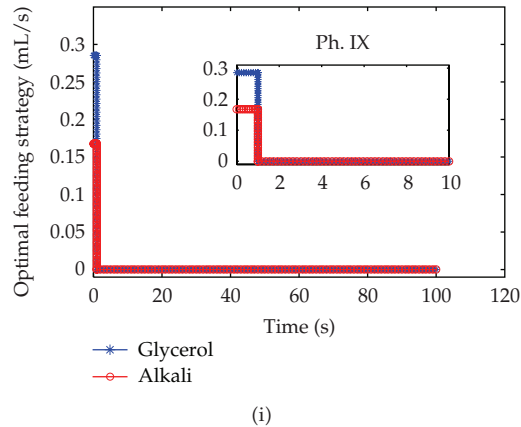 Optimal feeding strategy (mL/s)
0.3
0.25
0.2
0.15
0.1
0.05
0
0 20 40 60 80 100 120
Time (s)
Ph. IX
0.3
0.2
0.1
0
0 2 4 6 8 10
Glycerol
Alkali
(i)